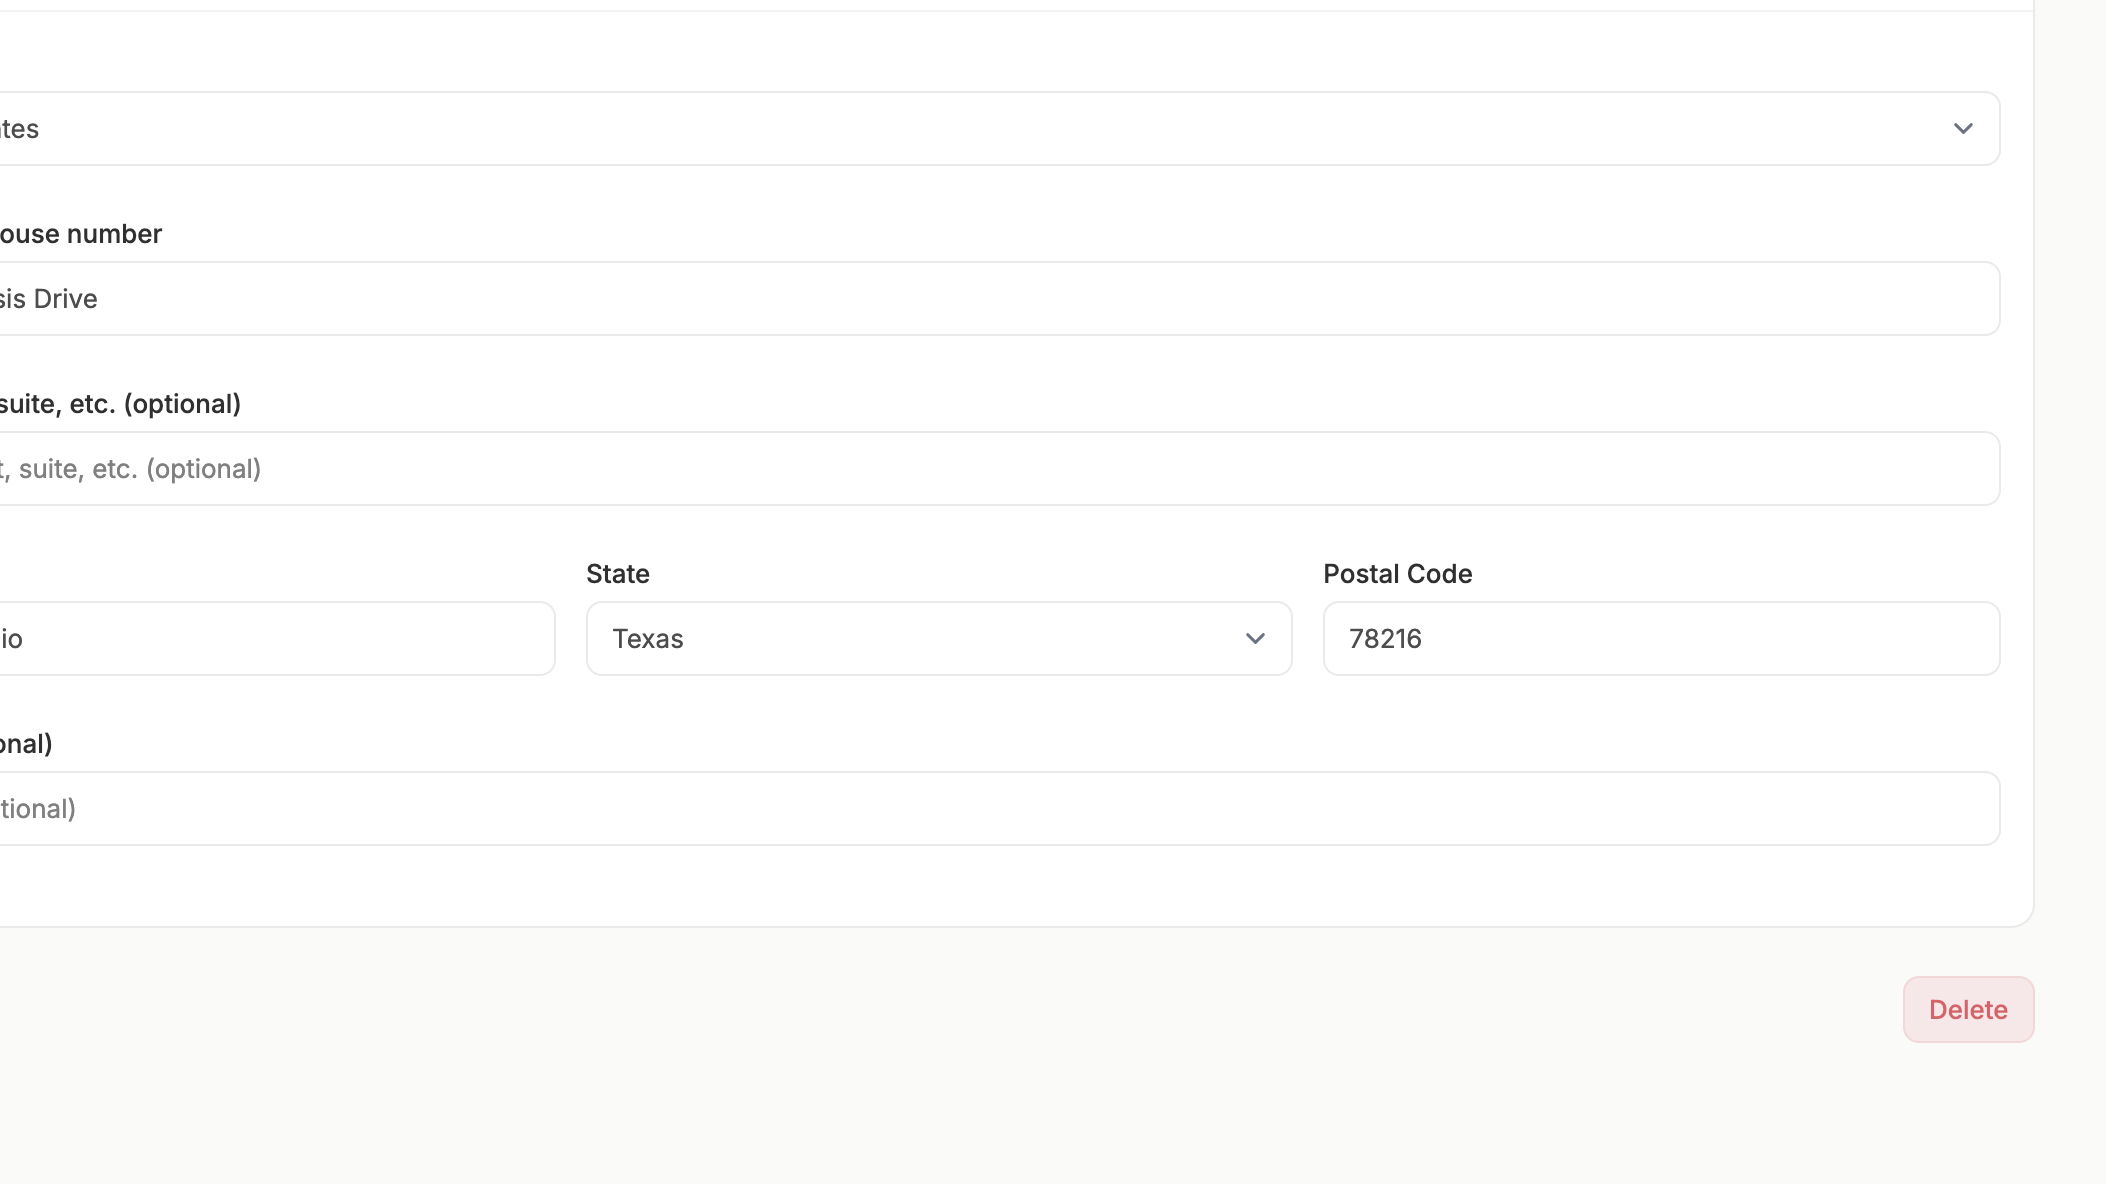 tes
ouse number
sis Drive
suite, etc. (optional)
t, suite, etc. (optional)
State
Postal Code
io
Texas
78216
onal)
tional)
Delete